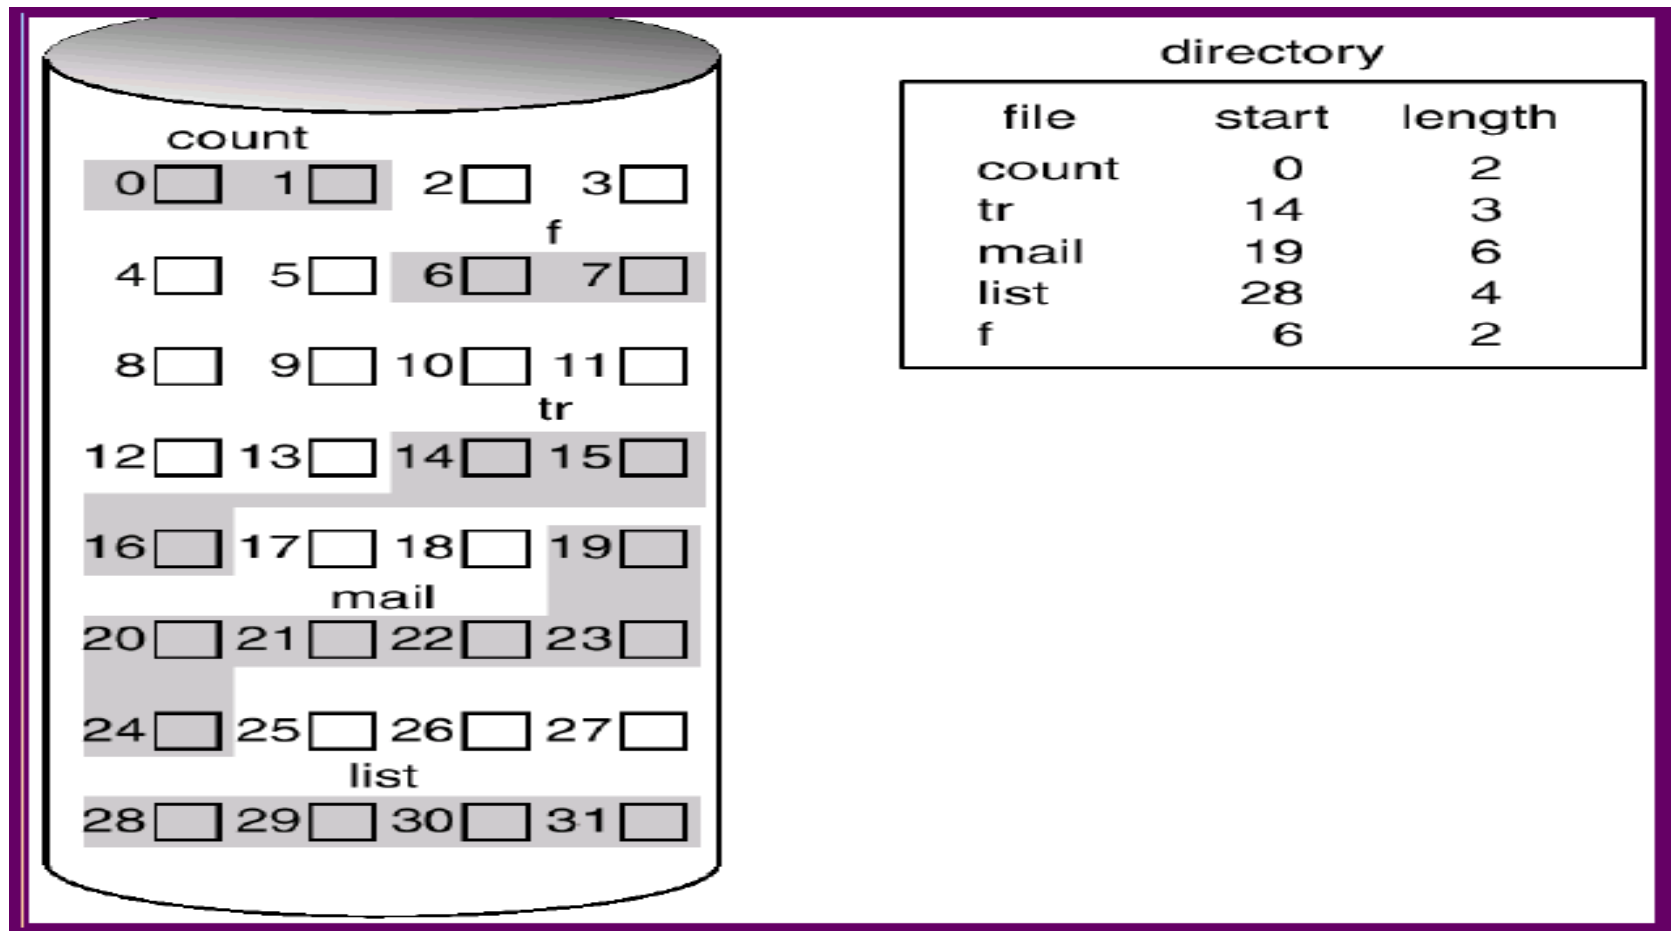 count
0 1 2 3
f
4 5 6 7
8 9 10 11
tr
12 13 14 15
16 17 18 19
mail
20 21 22 23
24 25 26 27
list
28 29 30 31
directory
file start length
count 0 2
tr 14 3
mail 19 6
list 28 4
f 6 2